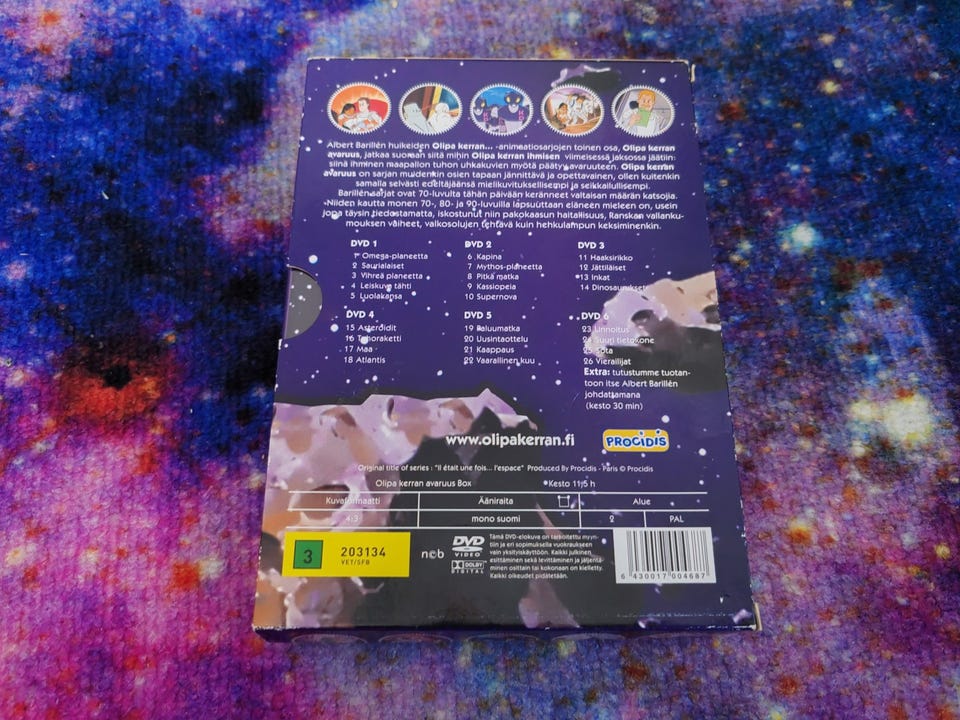 Albert Barillén huikeiden Olipa kerran... -animaatiosarjojen toinen osa, Olipa kerran
avaruus, jatkaa suoraan siitä mihin Olipa kerran ihmisen viimeisessä jaksossa jäätiin:
siinä ihminen maapallon tuhon uhkakuvien myötä päätyi avaruuteen. Olipa kerran
avaruus on sarjan muidenkin osien tapaan jännittävä ja opettavainen, ollen kuitenkin
samalla selvästi edeltäjäänsä mielikuvituksellisempi ja seikkailullisempi.
Barillén sarjat ovat 70-luvulta tähän päivään keränneet valtaisan määrän katsojia.
Niiden kautta monen 70-, 80- ja 90-luvuilla lapsuuttaan eläneen mieleen on, usein
jopa täysin tiedostamatta, iskostunut niin pakokaasun haitallisuus, Ranskan vallanku-
mouksen vaiheet, valkosolujen tehtävä kuin hehkulampun keksiminenkin.
DVD 1
1 Omega-planeetta
2 Saurialaiset
3 Vihreä planeetta
4 Leiskuva tähti
5 Luolakansa
DVD 2
6 Kapina
7 Mythos-planeetta
8 Pitkä matka
9 Kassiopeia
10 Supernova
DVD 3
11 Haaksirikko
12 Jättiläiset
13 Inkat
14 Dinosaurukset
DVD 4
15 Asteroidit
16 Taporaketti
17 Maa
18 Atlantis
DVD 5
19 Paluumatka
20 Uusintaottelu
21 Kaappaus
22 Vaarallinen kuu
DVD 6
23 Linnoitus
24 Suuri tietokone
25 Sota
26 Vierailijat
Extra: tutustumme tuotan-
toon itse Albert Barillén
johdattamana
(kesto 30 min)
www.olipakerran.fi
PROCIDIS
Original title of series : "Il était une fois... l'espace" Produced By Procidis - Paris © Procidis
Olipa kerran avaruus Box Kesto 11,5 h
Kuvaformaatti Ääniraita Alue
4:3 mono suomi 2 PAL
3 203134
VET/SFB
ncb
DVD
VIDEO
DOLBY
DIGITAL
Tämä DVD-elokuva on tarkoitettu myyn-
tiin ja eri sopimuksella vuokraukseen
vain yksityiskäyttöön. Kaikki julkinen
esittäminen sekä levittäminen ja jäljentä-
minen osittain tai kokonaan on kielletty.
Kaikki oikeudet pidätetään.
6 430017 004687